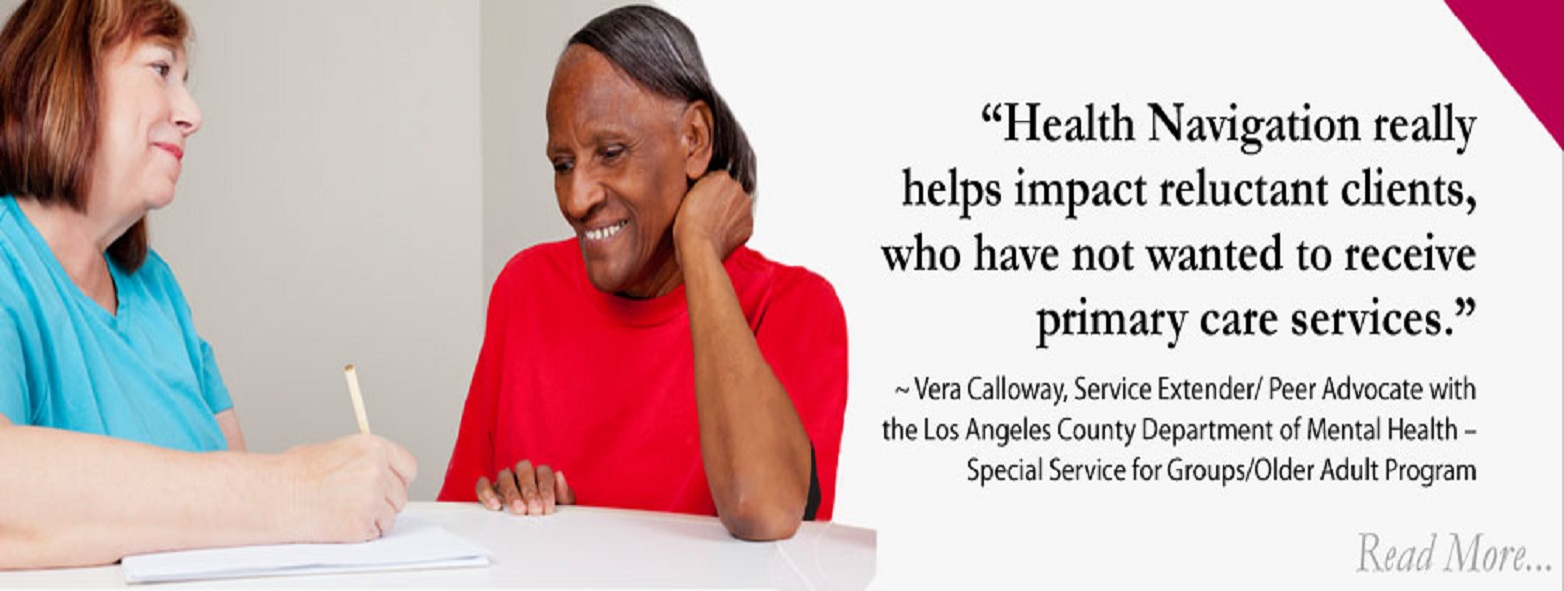 “Health Navigation really
helps impact reluctant clients,
who have not wanted to receive
primary care services.”
~ Vera Calloway, Service Extender/ Peer Advocate with
the Los Angeles County Department of Mental Health –
Special Service for Groups/Older Adult Program
Read More...